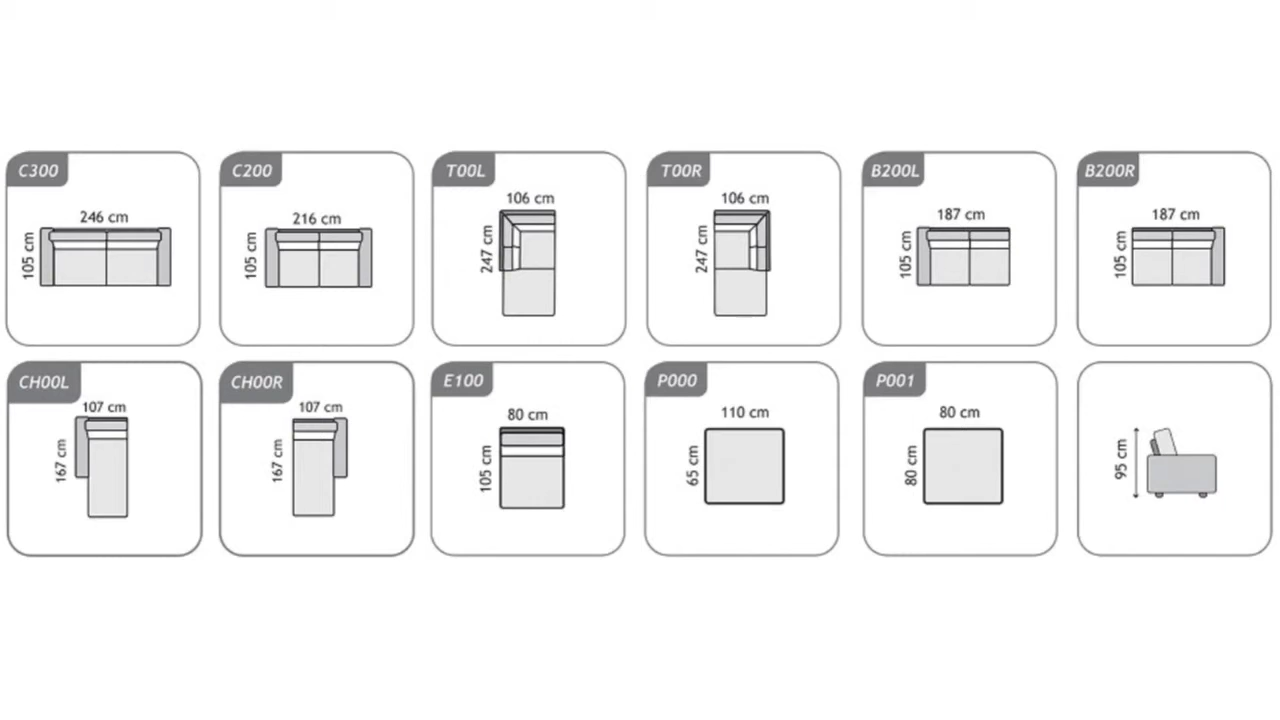 C300
246 cm
105 cm
C200
216 cm
105 cm
T00L
106 cm
247 cm
T00R
106 cm
247 cm
B200L
187 cm
105 cm
B200R
187 cm
105 cm
CH00L
107 cm
167 cm
CH00R
107 cm
167 cm
E100
80 cm
105 cm
P000
110 cm
65 cm
P001
80 cm
80 cm
95 cm